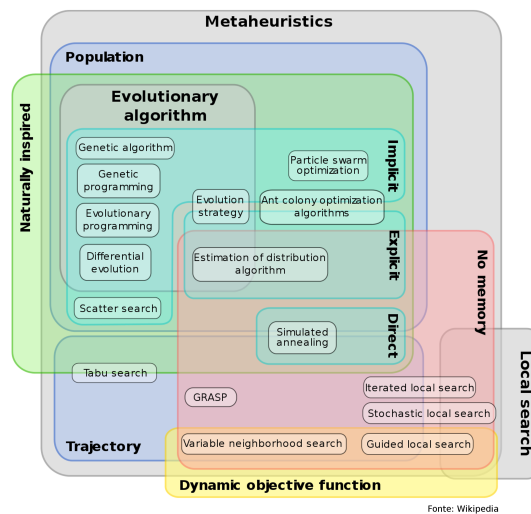 Metaheuristics
Population
Naturally inspired
Evolutionary
algorithm
Genetic algorithm
Genetic
programming
Evolutionary
programming
Differential
evolution
Scatter search
Evolution
strategy
Particle swarm
optimization
Ant colony optimization
algorithms
Implicit
Estimation of distribution
algorithm
Explicit
No memory
Simulated
annealing
Direct
Tabu search
GRASP
Iterated local search
Stochastic local search
Local search
Variable neighborhood search
Guided local search
Trajectory
Dynamic objective function
Fonte: Wikipedia